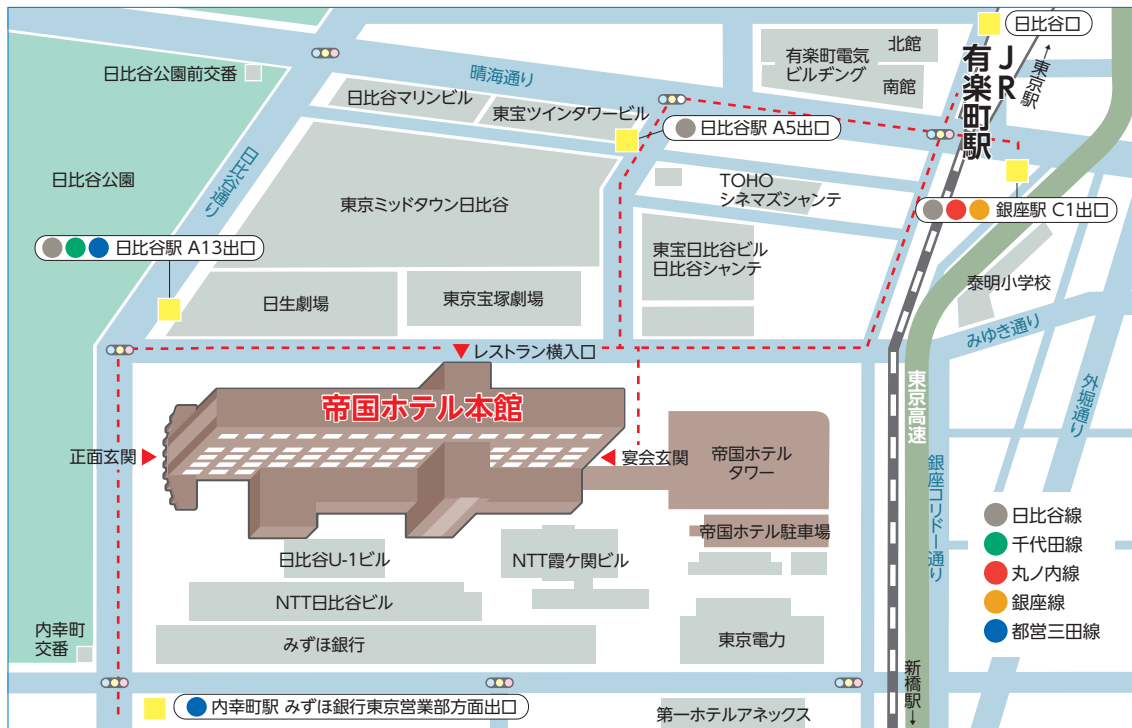 日比谷口
有楽町電気
ビルヂング
北館
南館
JR
有楽町駅
←東京駅
日比谷公園前交番
晴海通り
日比谷マリンビル
東宝ツインタワービル
日比谷駅 A5出口
日比谷公園
日比谷通り
東京ミッドタウン日比谷
TOHO
シネマズシャンテ
銀座駅 C1出口
日比谷駅 A13出口
東宝日比谷ビル
日比谷シャンテ
日生劇場
東京宝塚劇場
泰明小学校
みゆき通り
レストラン横入口
外堀通り
東京高速
帝国ホテル本館
正面玄関
宴会玄関
帝国ホテル
タワー
銀座コリドー通り
帝国ホテル駐車場
日比谷U-1ビル
NTT霞ケ関ビル
NTT日比谷ビル
内幸町
交番
みずほ銀行
東京電力
日比谷線
千代田線
丸ノ内線
銀座線
都営三田線
新橋駅→
内幸町駅 みずほ銀行東京営業部方面出口
第一ホテルアネックス